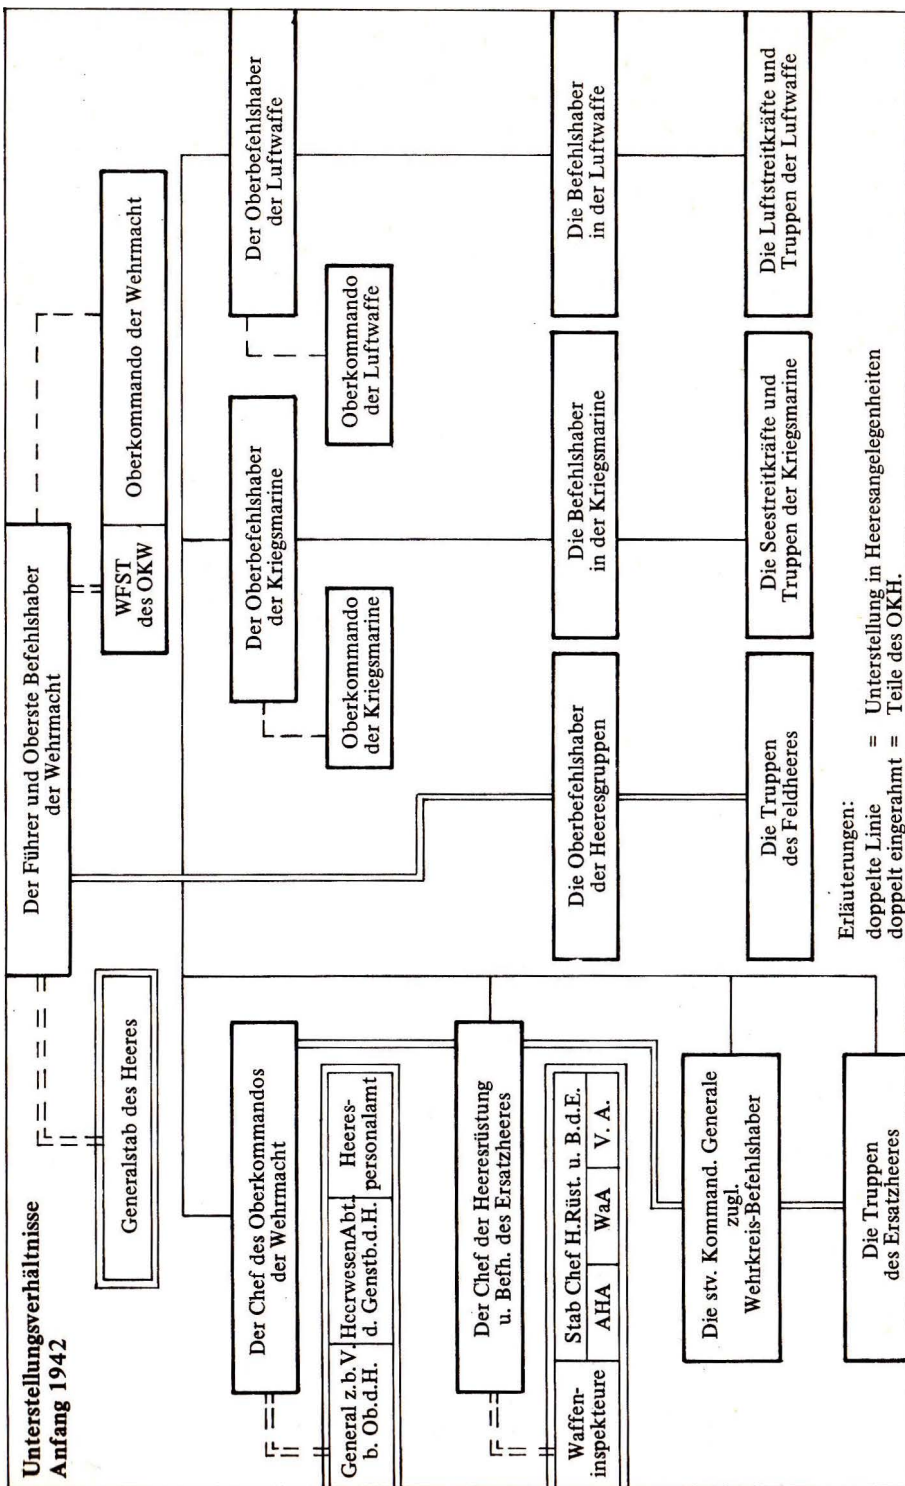 Unterstellungsverhältnisse
Anfang 1942
Der Führer und Oberste Befehlshaber
der Wehrmacht
Generalstab des Heeres
WFST
des OKW
Oberkommando der Wehrmacht
Der Chef des Oberkommandos
der Wehrmacht
General z.b.V.
b. Ob.d.H.
HeerwesenAbt.
d. Genstb.d.H.
Heeres-
personalamt
Der Oberbefehlshaber
der Kriegsmarine
Oberkommando
der Kriegsmarine
Der Oberbefehlshaber
der Luftwaffe
Oberkommando
der Luftwaffe
Der Chef der Heeresrüstung
u. Befh. des Ersatzheeres
Waffen-
inspekteure
Stab Chef H.Rüst. u. B.d.E.
AHA
WaA
V. A.
Die Oberbefehlshaber
der Heeresgruppen
Die Befehlshaber
in der Kriegsmarine
Die Befehlshaber
in der Luftwaffe
Die stv. Kommand. Generale
zugl.
Wehrkreis-Befehlshaber
Die Truppen
des Feldheeres
Die Seestreitkräfte und
Truppen der Kriegsmarine
Die Luftstreitkräfte und
Truppen der Luftwaffe
Die Truppen
des Ersatzheeres
Erläuterungen:
doppelte Linie = Unterstellung in Heeresangelegenheiten
doppelt eingerahmt = Teile des OKH.